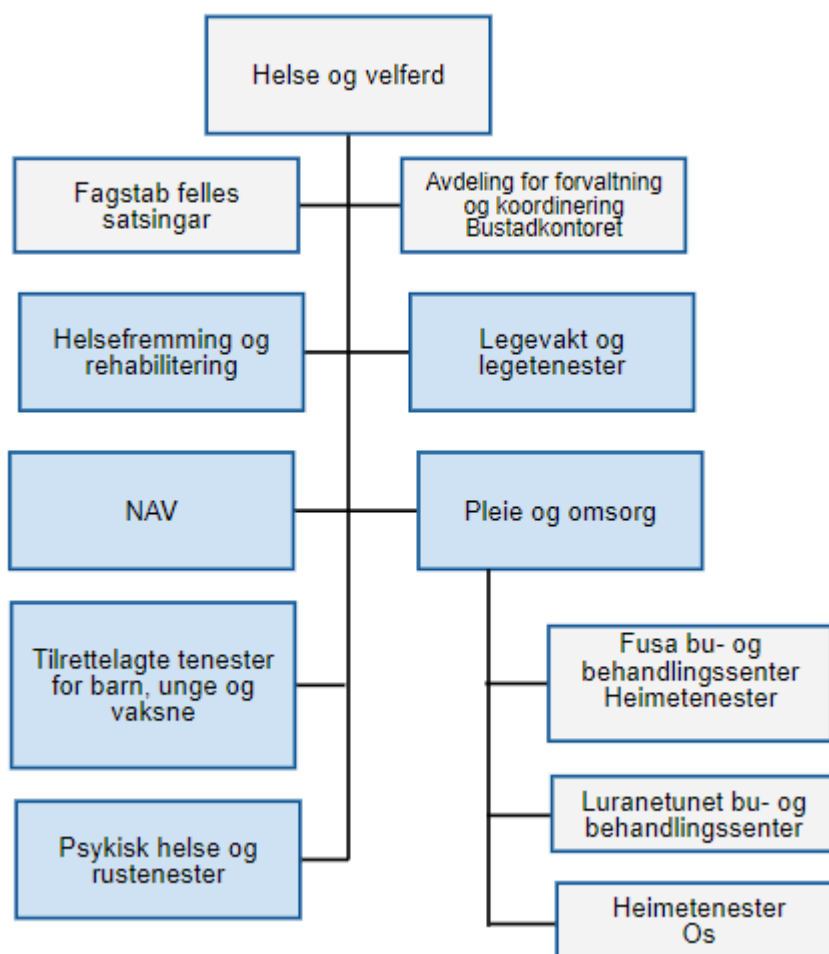 Helse og velferd
Fagstab felles
satsingar
Avdeling for forvaltning
og koordinering
Bustadkontoret
Helsefremming og
rehabilitering
Legevakt og
legetenester
NAV
Pleie og omsorg
Tilrettelagte tenester
for barn, unge og
vaksne
Fusa bu- og
behandlingssenter
Heimetenester
Psykisk helse og
rustenester
Luranetunet bu- og
behandlingssenter
Heimetenester
Os